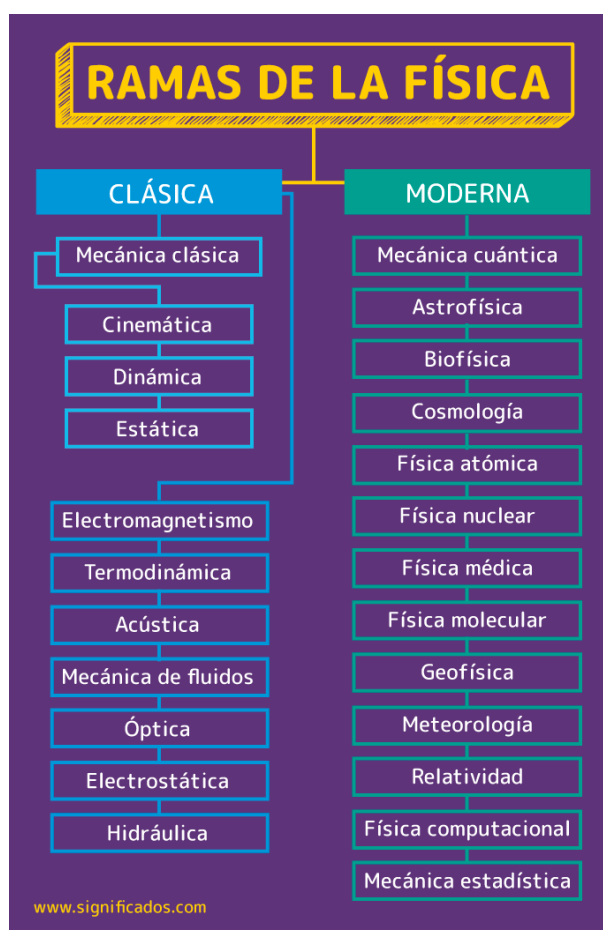 RAMAS DE LA FÍSICA
CLÁSICA
Mecánica clásica
Cinemática
Dinámica
Estática
Electromagnetismo
Termodinámica
Acústica
Mecánica de fluidos
Óptica
Electrostática
Hidráulica
MODERNA
Mecánica cuántica
Astrofísica
Biofísica
Cosmología
Física atómica
Física nuclear
Física médica
Física molecular
Geofísica
Meteorología
Relatividad
Física computacional
Mecánica estadística
www.significados.com